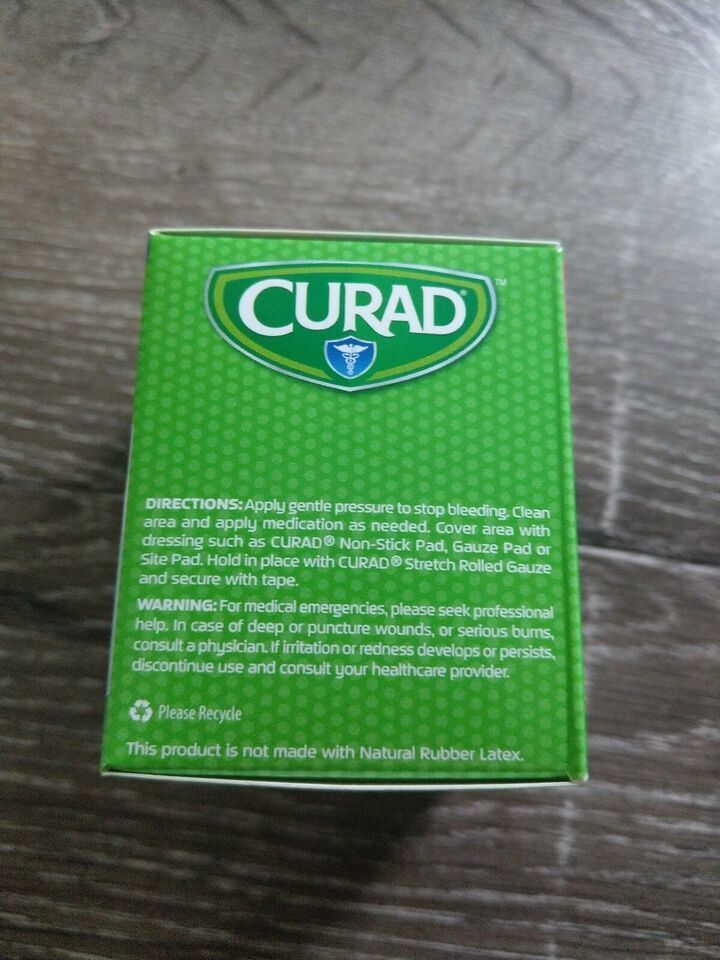 CURAD® ™
DIRECTIONS: Apply gentle pressure to stop bleeding. Clean
area and apply medication as needed. Cover area with
dressing such as CURAD® Non-Stick Pad, Gauze Pad or
Site Pad. Hold in place with CURAD® Stretch Rolled Gauze
and secure with tape.
WARNING: For medical emergencies, please seek professional
help. In case of deep or puncture wounds, or serious burns,
consult a physician. If irritation or redness develops or persists,
discontinue use and consult your healthcare provider.
Please Recycle
This product is not made with Natural Rubber Latex.